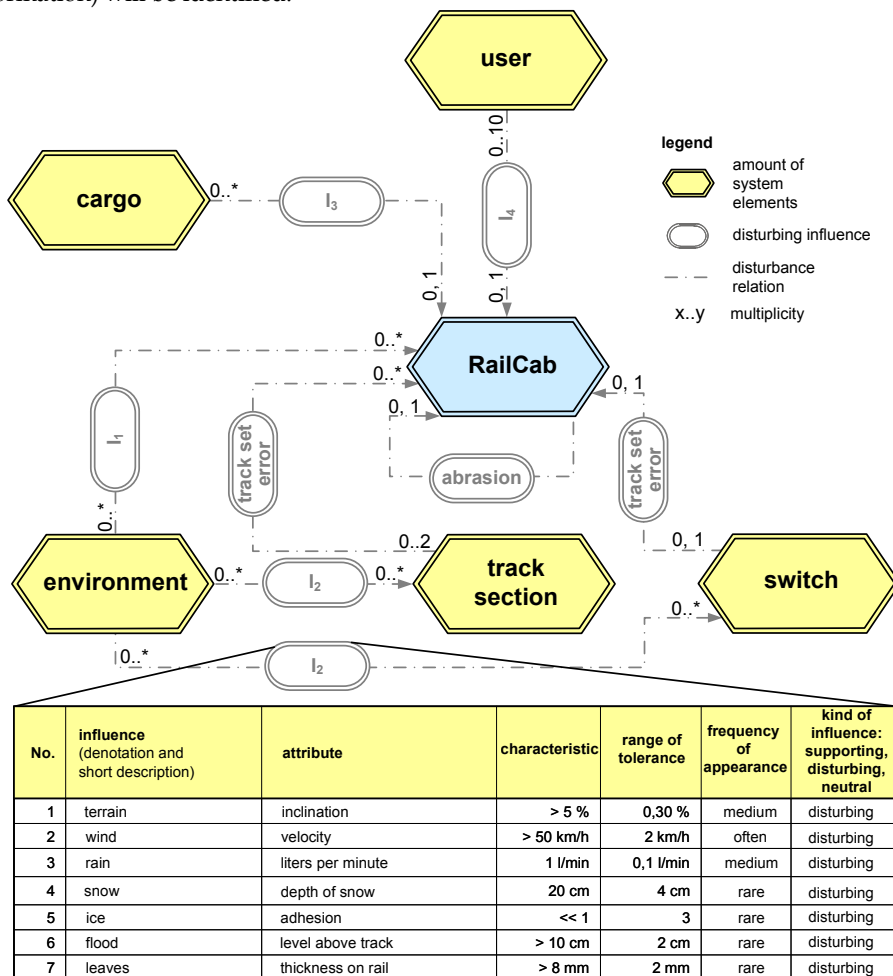 will be identified.
user
0..10
legend
amount of
system
elements
cargo
0..*
I3
I4
disturbing influence
disturbance
relation
0, 1
0, 1
x..y multiplicity
0..*
RailCab
0..*
0, 1
0, 1
I1
track set
error
abrasion
track set
error
0..*
0..2
0, 1
environment
0..*
I2
0..*
track
section
switch
0..*
0..*
I2
No.
influence
(denotation and
short description)
attribute
characteristic
range of
tolerance
frequency
of
appearance
kind of
influence:
supporting,
disturbing,
neutral
1 terrain inclination > 5 % 0,30 % medium disturbing
2 wind velocity > 50 km/h 2 km/h often disturbing
3 rain liters per minute 1 l/min 0,1 l/min medium disturbing
4 snow depth of snow 20 cm 4 cm rare disturbing
5 ice adhesion << 1 3 rare disturbing
6 flood level above track > 10 cm 2 cm rare disturbing
7 leaves thickness on rail > 8 mm 2 mm rare disturbing